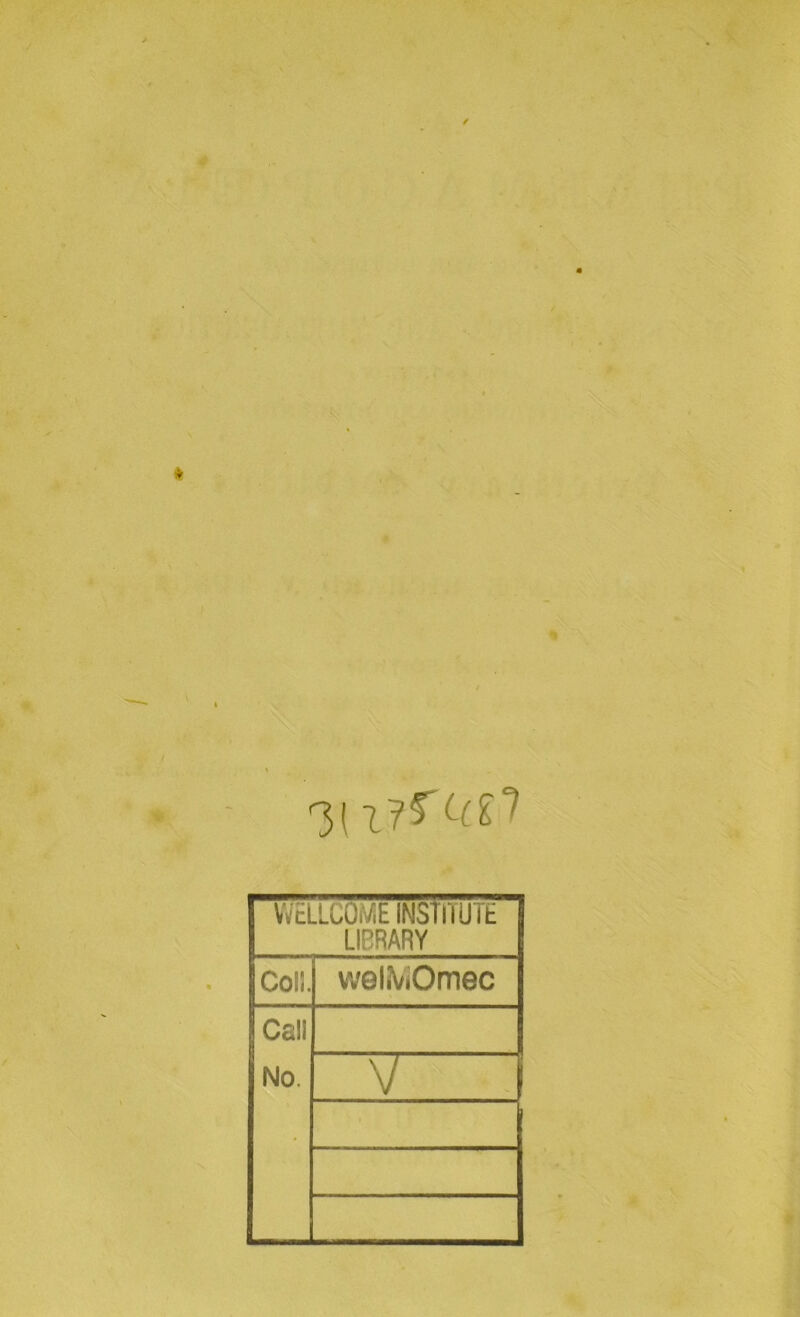 WELLCOME INSTITUTE
LIBRARY
Coll. welMOmec
Call
No. V